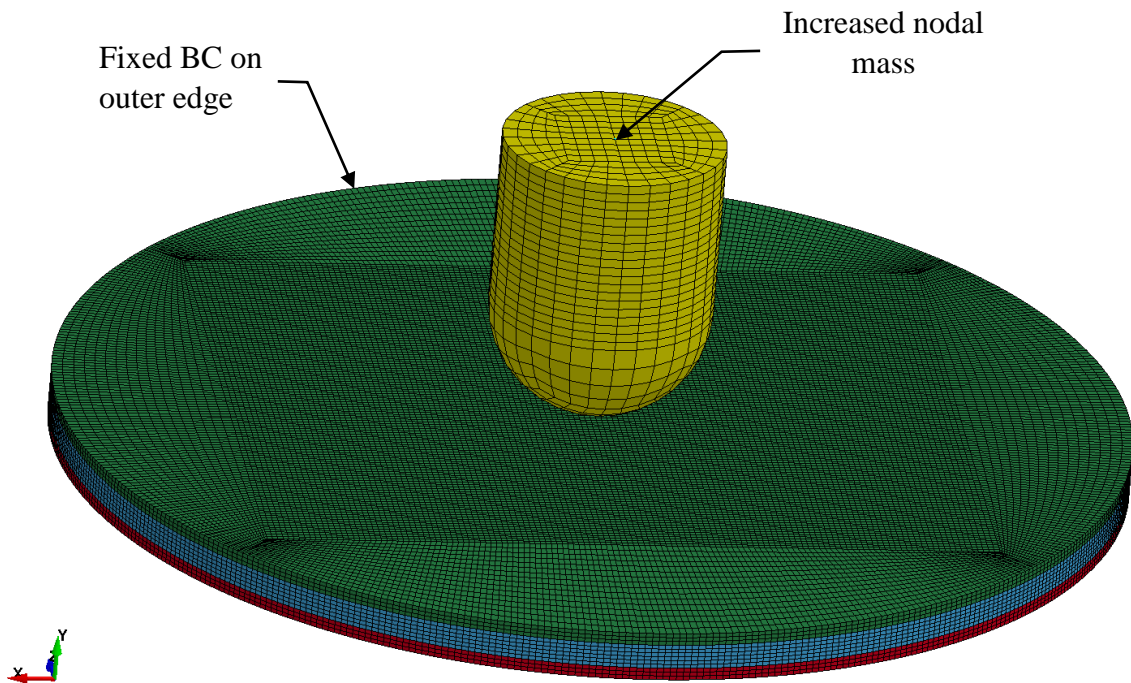 Fixed BC on
outer edge
Increased nodal
mass
Y
X